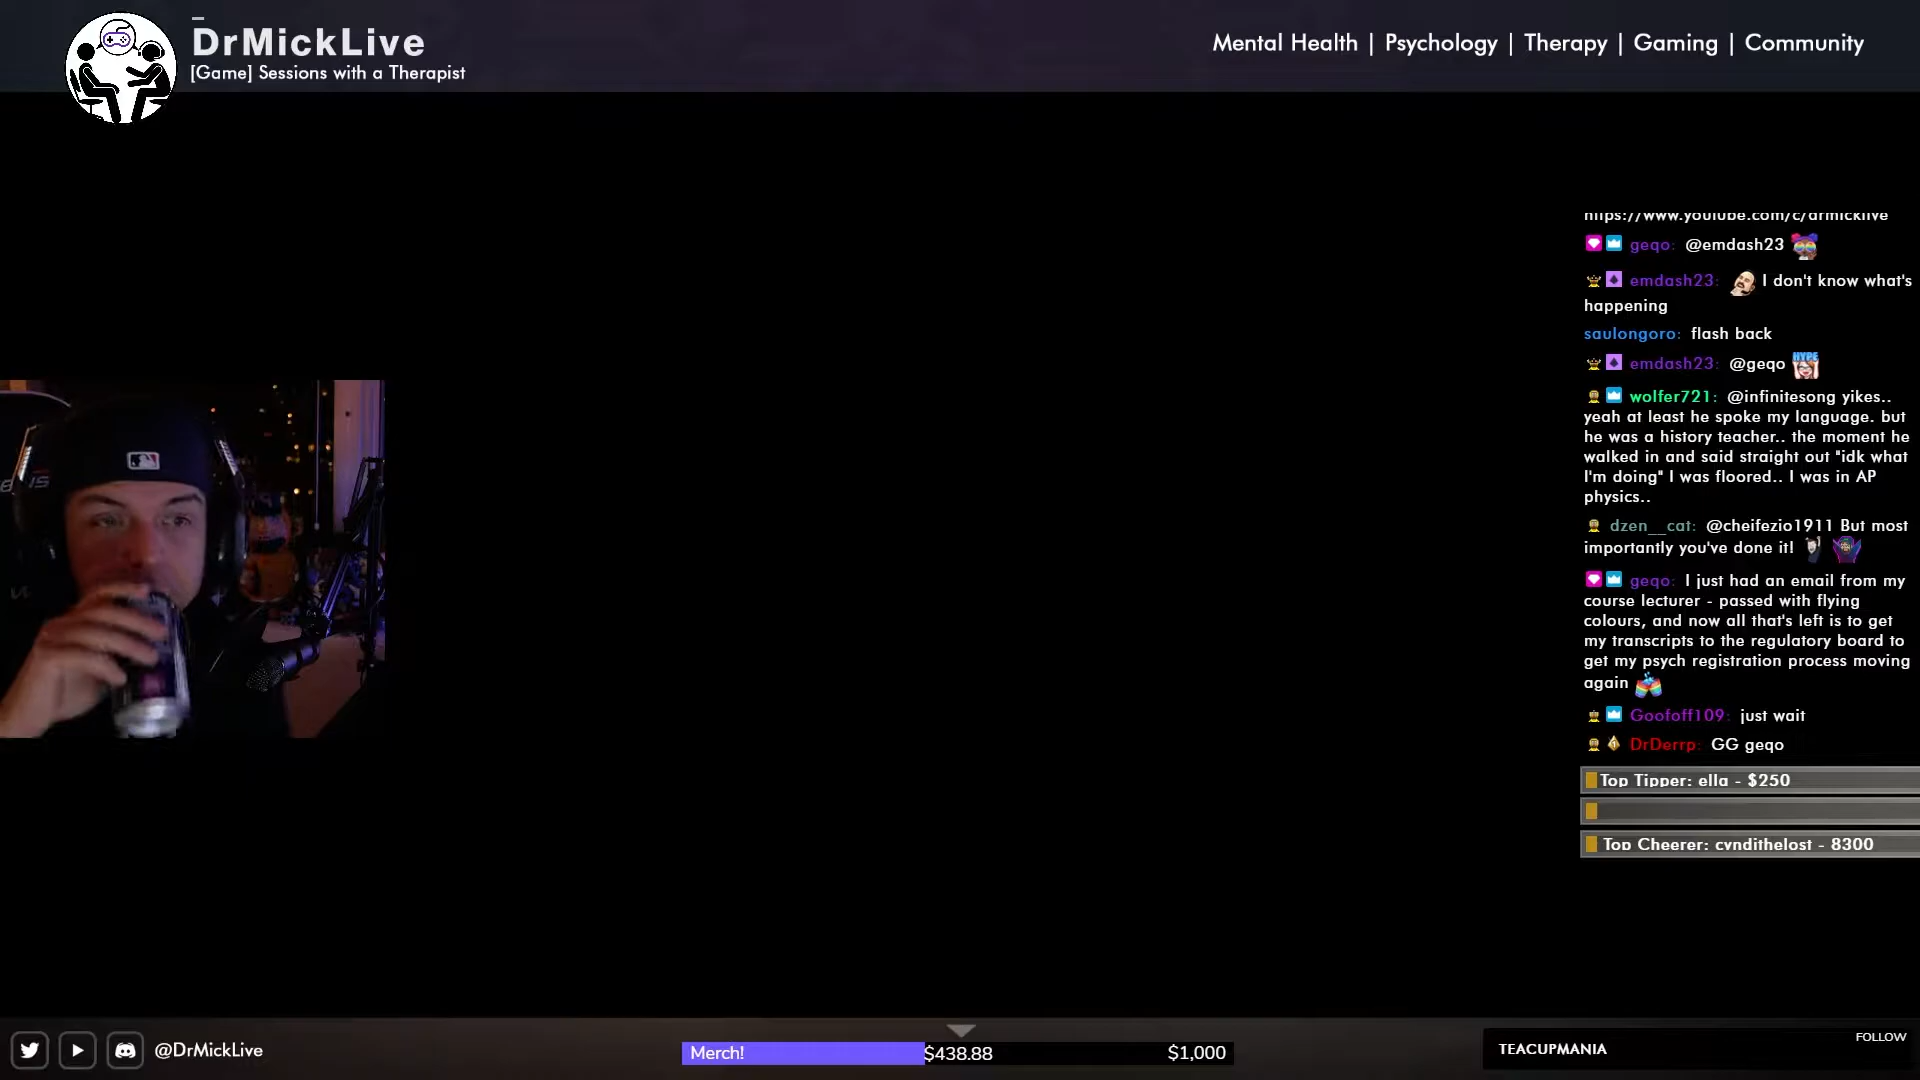 DrMickLive
[Game] Sessions with a Therapist
Mental Health | Psychology | Therapy | Gaming | Community
https://www.youtube.com/c/drmicklive
geqo: @emdash23
emdash23: I don't know what's
happening
saulongoro: flash back
emdash23: @geqo HYPE
wolfer721: @infinitesong yikes..
yeah at least he spoke my language. but
he was a history teacher.. the moment he
walked in and said straight out "idk what
I'm doing" I was floored.. I was in AP
physics..
dzen__cat: @cheifezio1911 But most
importantly you've done it!
geqo: I just had an email from my
course lecturer - passed with flying
colours, and now all that's left is to get
my transcripts to the regulatory board to
get my psych registration process moving
again
Goofoff109: just wait
DrDerrp: GG geqo
Top Tipper: ella - $250
Top Cheerer: cyndithelost - 8300
@DrMickLive
Merch! $438.88 $1,000
FOLLOW
TEACUPMANIA